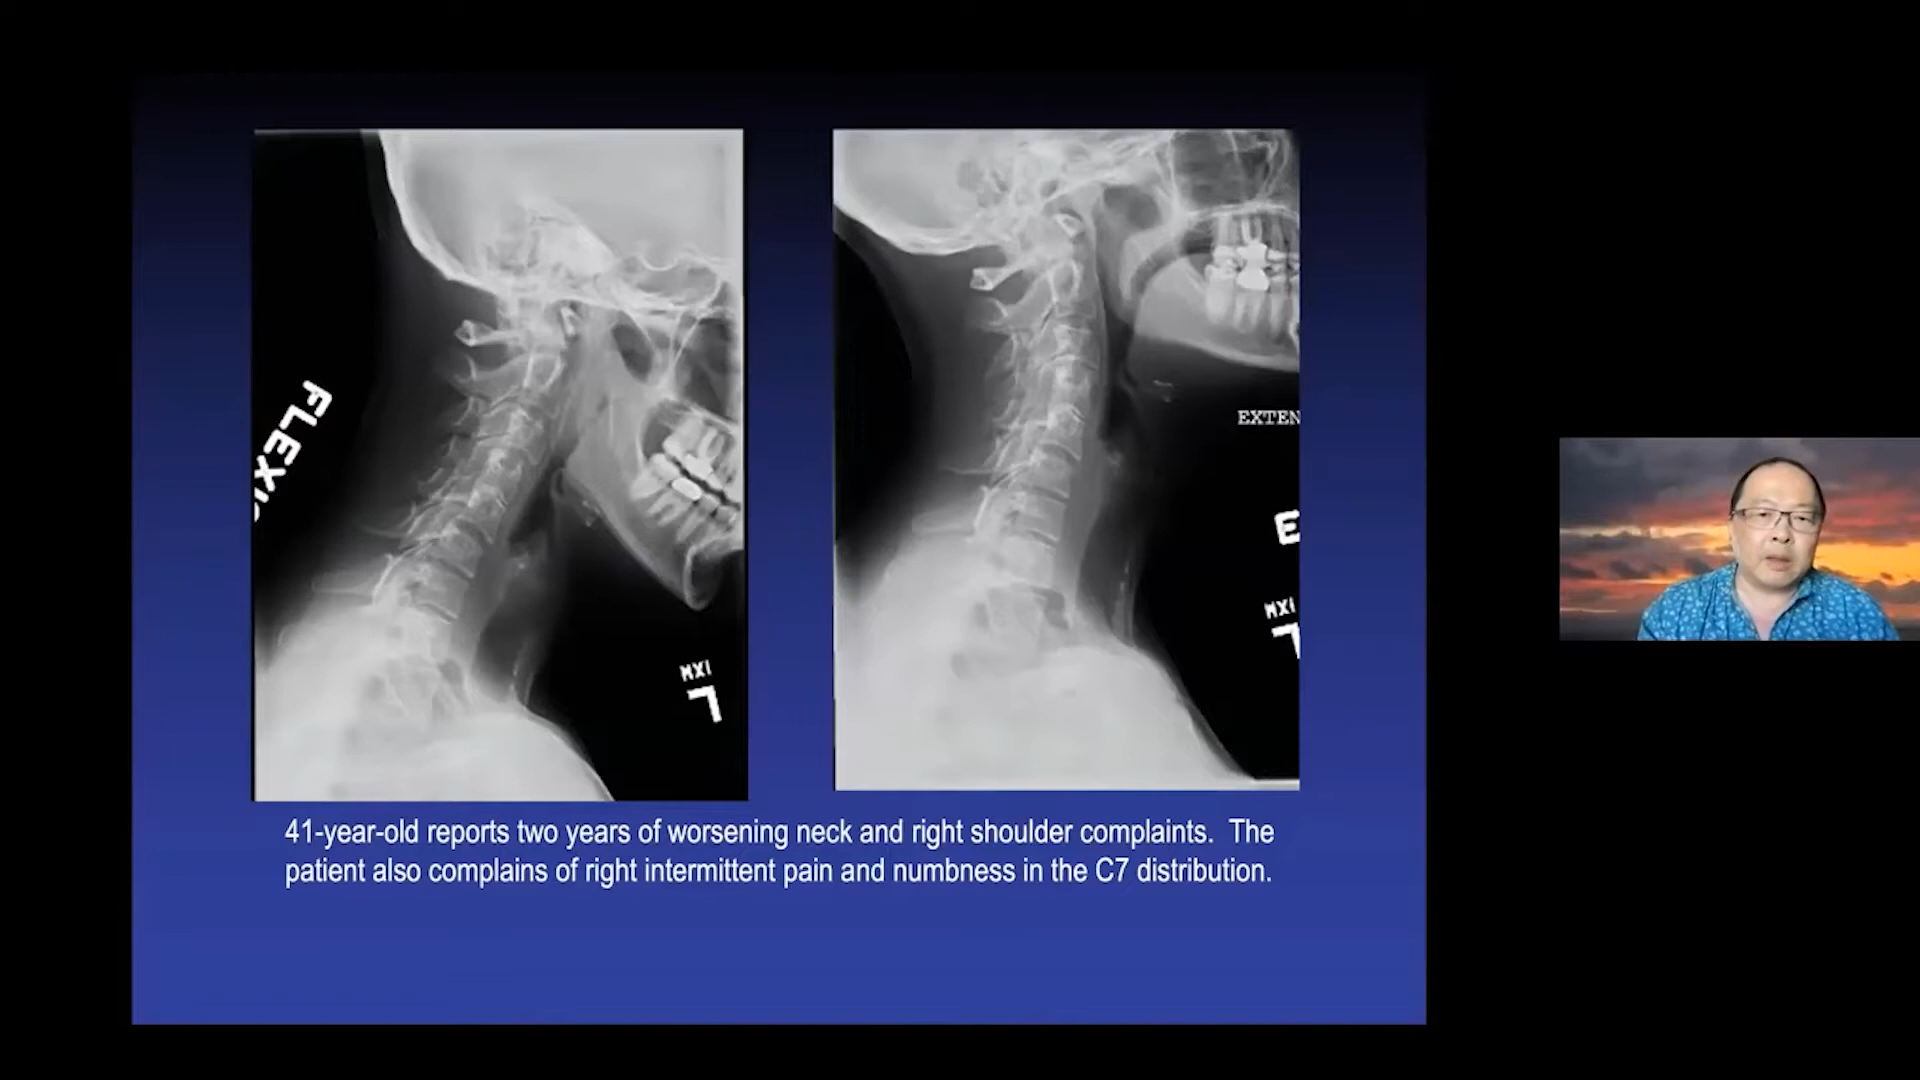 FLEXI
EXTEN
E
MXI
L
MXI
L
41-year-old reports two years of worsening neck and right shoulder complaints. The
patient also complains of right intermittent pain and numbness in the C7 distribution.